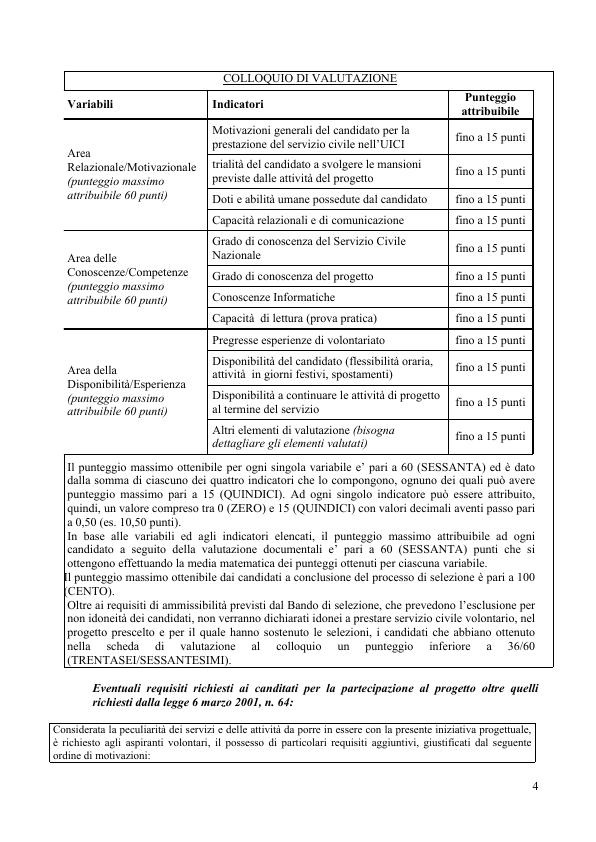 COLLOQUIO DI VALUTAZIONE
Variabili
Indicatori
Punteggio
attribuibile
Area
Relazionale/Motivazionale
(punteggio massimo
attribuibile 60 punti)
Motivazioni generali del candidato per la
prestazione del servizio civile nell’UICI
fino a 15 punti
trialità del candidato a svolgere le mansioni
previste dalle attività del progetto
fino a 15 punti
Doti e abilità umane possedute dal candidato
fino a 15 punti
Capacità relazionali e di comunicazione
fino a 15 punti
Area delle
Conoscenze/Competenze
(punteggio massimo
attribuibile 60 punti)
Grado di conoscenza del Servizio Civile
Nazionale
fino a 15 punti
Grado di conoscenza del progetto
fino a 15 punti
Conoscenze Informatiche
fino a 15 punti
Capacità di lettura (prova pratica)
fino a 15 punti
Area della
Disponibilità/Esperienza
(punteggio massimo
attribuibile 60 punti)
Pregresse esperienze di volontariato
fino a 15 punti
Disponibilità del candidato (flessibilità oraria,
attività in giorni festivi, spostamenti)
fino a 15 punti
Disponibilità a continuare le attività di progetto
al termine del servizio
fino a 15 punti
Altri elementi di valutazione (bisogna
dettagliare gli elementi valutati)
fino a 15 punti
Il punteggio massimo ottenibile per ogni singola variabile e’ pari a 60 (SESSANTA) ed è dato
dalla somma di ciascuno dei quattro indicatori che lo compongono, ognuno dei quali può avere
punteggio massimo pari a 15 (QUINDICI). Ad ogni singolo indicatore può essere attribuito,
quindi, un valore compreso tra 0 (ZERO) e 15 (QUINDICI) con valori decimali aventi passo pari
a 0,50 (es. 10,50 punti).
In base alle variabili ed agli indicatori elencati, il punteggio massimo attribuibile ad ogni
candidato a seguito della valutazione documentali e’ pari a 60 (SESSANTA) punti che si
ottengono effettuando la media matematica dei punteggi ottenuti per ciascuna variabile.
Il punteggio massimo ottenibile dai candidati a conclusione del processo di selezione è pari a 100
(CENTO).
Oltre ai requisiti di ammissibilità previsti dal Bando di selezione, che prevedono l’esclusione per
non idoneità dei candidati, non verranno dichiarati idonei a prestare servizio civile volontario, nel
progetto prescelto e per il quale hanno sostenuto le selezioni, i candidati che abbiano ottenuto
nella scheda di valutazione al colloquio un punteggio inferiore a 36/60
(TRENTASEI/SESSANTESIMI).
Eventuali requisiti richiesti ai canditati per la partecipazione al progetto oltre quelli
richiesti dalla legge 6 marzo 2001, n. 64:
Considerata la peculiarità dei servizi e delle attività da porre in essere con la presente iniziativa progettuale,
è richiesto agli aspiranti volontari, il possesso di particolari requisiti aggiuntivi, giustificati dal seguente
ordine di motivazioni:
4